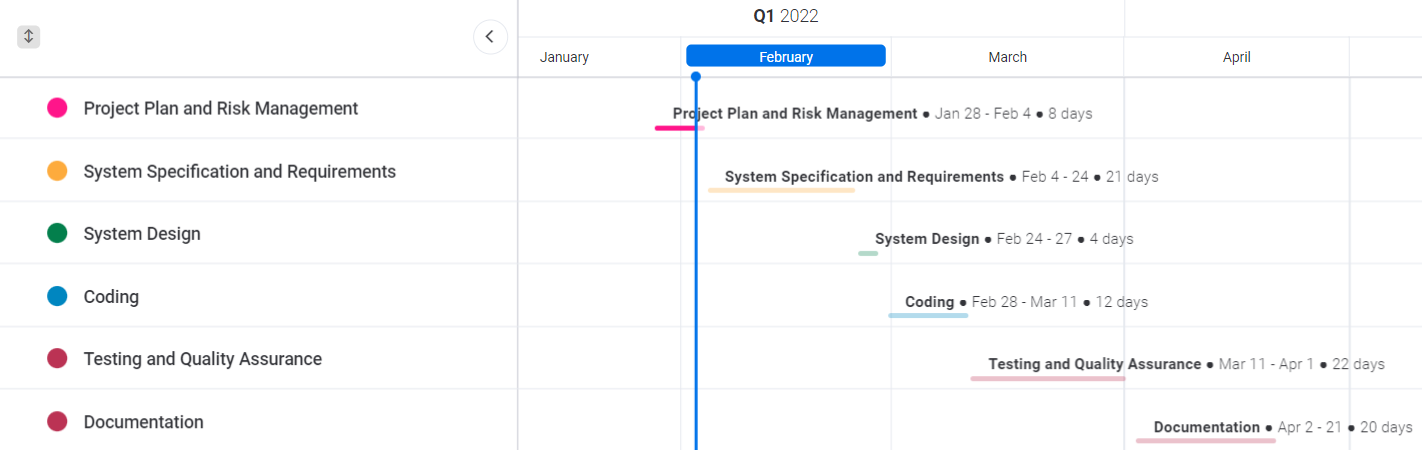 Q1 2022
January February March April
Project Plan and Risk Management
Project Plan and Risk Management ● Jan 28 - Feb 4 ● 8 days
System Specification and Requirements
System Specification and Requirements ● Feb 4 - 24 ● 21 days
System Design
System Design ● Feb 24 - 27 ● 4 days
Coding
Coding ● Feb 28 - Mar 11 ● 12 days
Testing and Quality Assurance
Testing and Quality Assurance ● Mar 11 - Apr 1 ● 22 days
Documentation
Documentation ● Apr 2 - 21 ● 20 days